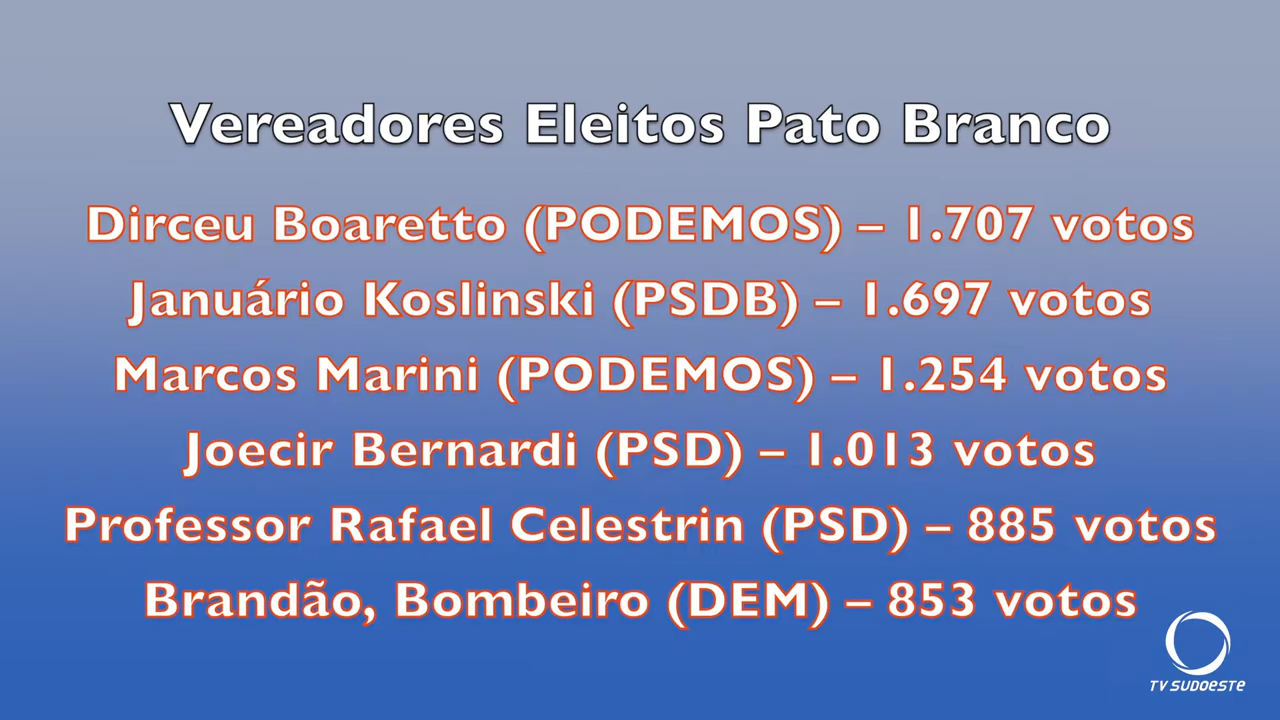 Vereadores Eleitos Pato Branco
Dirceu Boaretto (PODEMOS) – 1.707 votos
Januário Koslinski (PSDB) – 1.697 votos
Marcos Marini (PODEMOS) – 1.254 votos
Joecir Bernardi (PSD) – 1.013 votos
Professor Rafael Celestrin (PSD) – 885 votos
Brandão, Bombeiro (DEM) – 853 votos
TV SUDOESTE